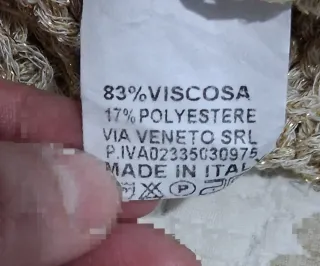 83%VISCOSA
17%POLYESTERE
VIA VENETO SRL
P.IVA02335030975
MADE IN ITAL
P